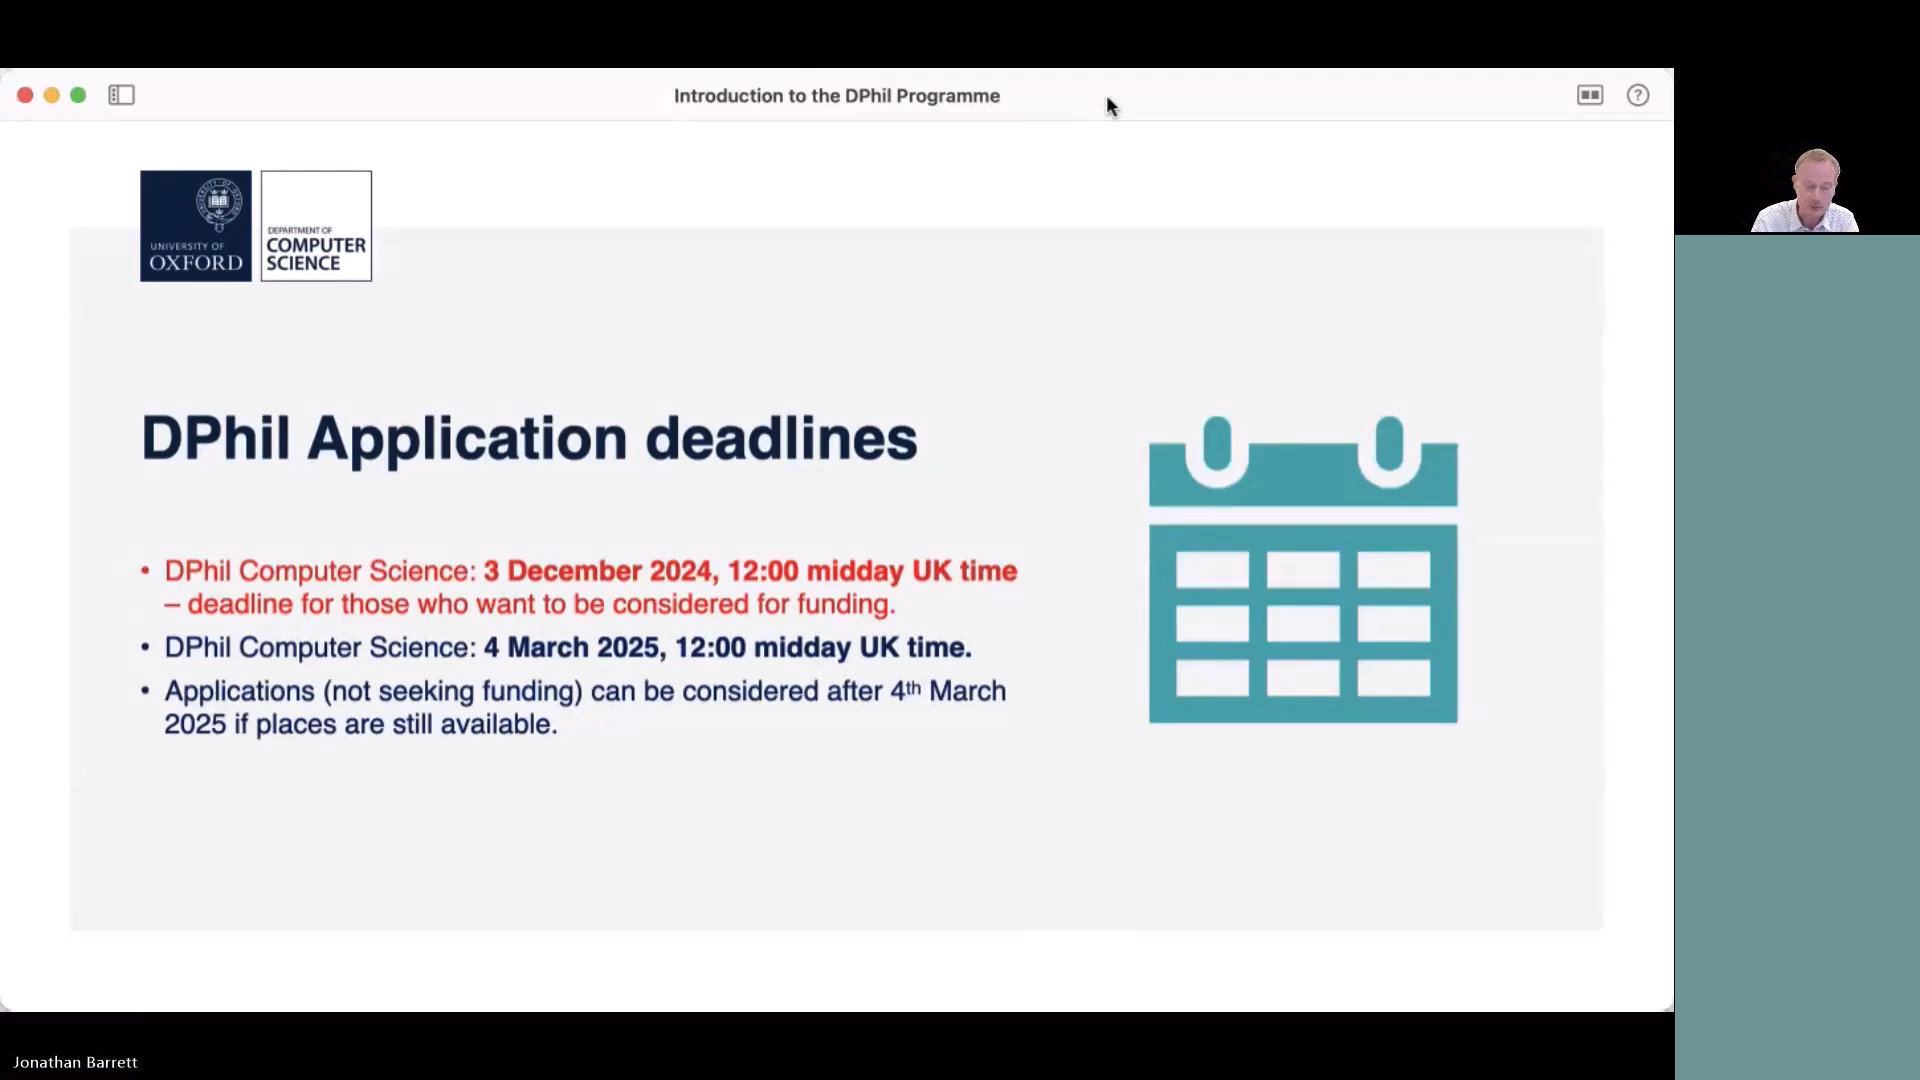 Introduction to the DPhil Programme
UNIVERSITY OF
OXFORD
DEPARTMENT OF
COMPUTER
SCIENCE
DPhil Application deadlines
• DPhil Computer Science: 3 December 2024, 12:00 midday UK time
– deadline for those who want to be considered for funding.
• DPhil Computer Science: 4 March 2025, 12:00 midday UK time.
• Applications (not seeking funding) can be considered after 4th March
2025 if places are still available.
Jonathan Barrett